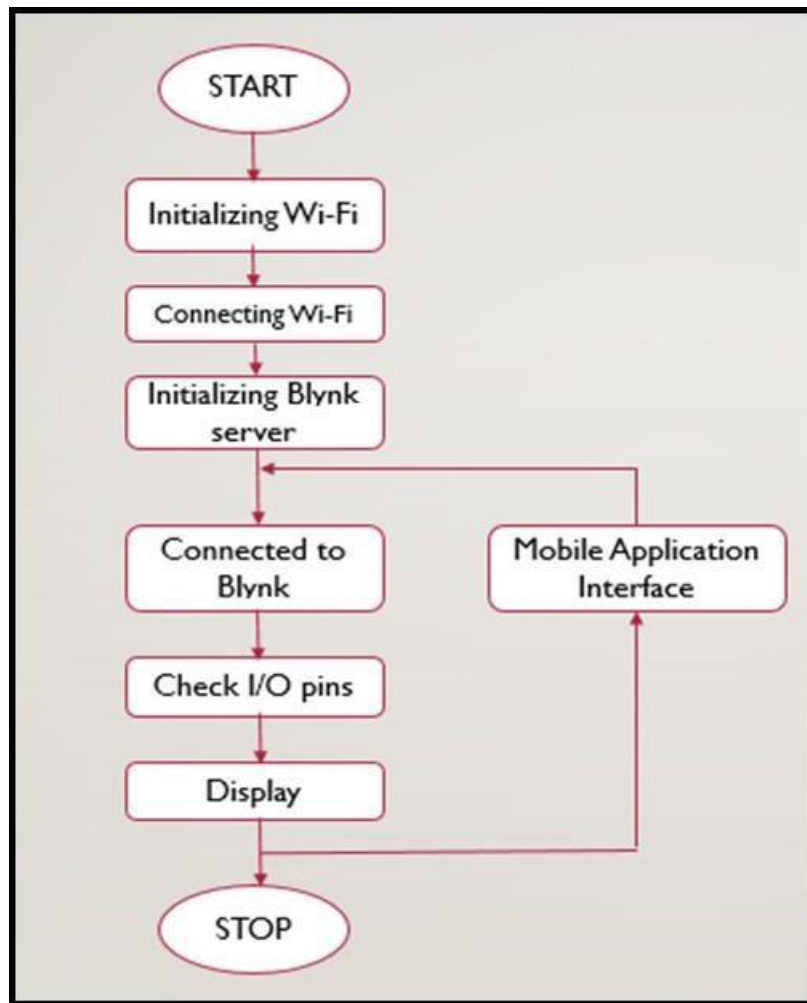 START
Initializing Wi-Fi
Connecting Wi-Fi
Initializing Blynk
server
Connected to
Blynk
Mobile Application
Interface
Check I/O pins
Display
STOP